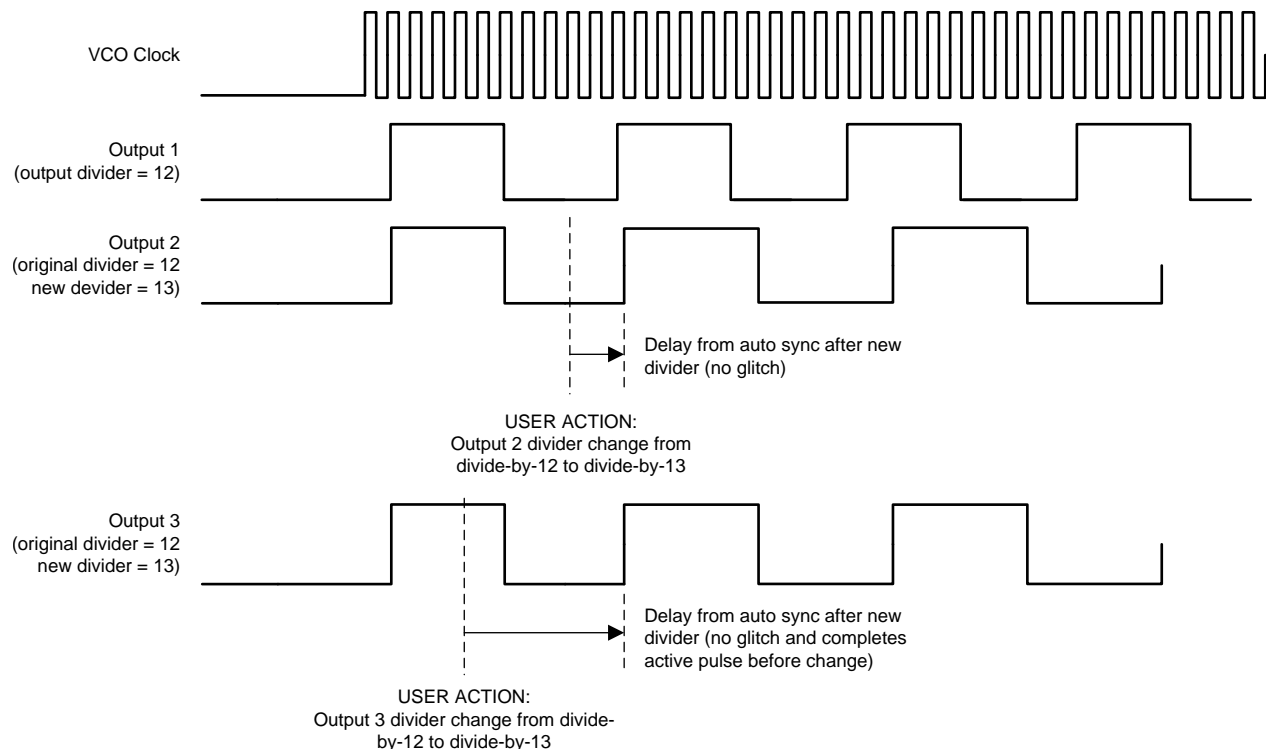 VCO Clock
Output 1
(output divider = 12)
Output 2
(original divider = 12
new devider = 13)
Delay from auto sync after new
divider (no glitch)
USER ACTION:
Output 2 divider change from
divide-by-12 to divide-by-13
Output 3
(original divider = 12
new divider = 13)
Delay from auto sync after new
divider (no glitch and completes
active pulse before change)
USER ACTION:
Output 3 divider change from divide-
by-12 to divide-by-13